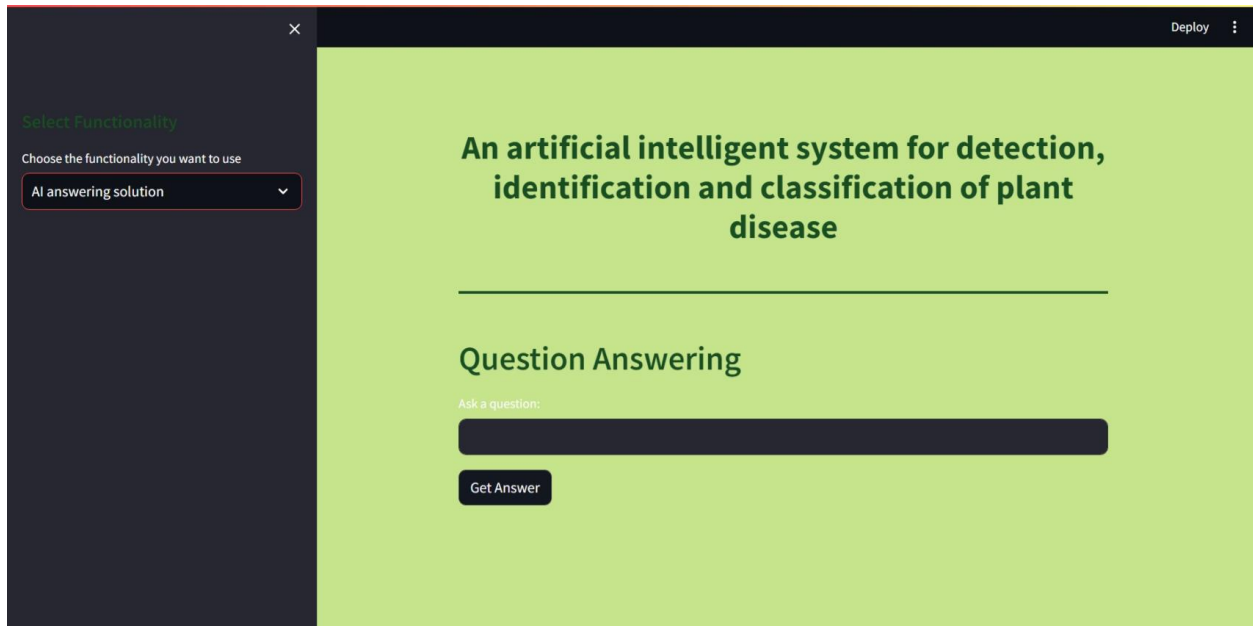 Deploy
Select Functionality
Choose the functionality you want to use
AI answering solution
An artificial intelligent system for detection,
identification and classification of plant
disease
Question Answering
Ask a question:
Get Answer